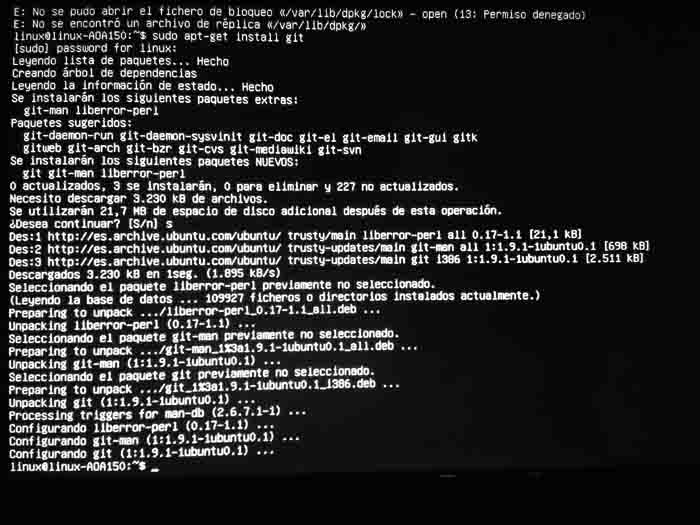 E: No se pudo abrir el fichero de bloqueo «/var/lib/dpkg/lock» - open (13: Permiso denegado)
E: No se encontró un archivo de réplica «/var/lib/dpkg/»
linux@linux-AOA150:~$ sudo apt-get install git
[sudo] password for linux:
Leyendo lista de paquetes... Hecho
Creando árbol de dependencias
Leyendo la información de estado... Hecho
Se instalarán los siguientes paquetes extras:
  git-man liberror-perl
Paquetes sugeridos:
  git-daemon-run git-daemon-sysvinit git-doc git-el git-email git-gui gitk
  gitweb git-arch git-bzr git-cvs git-mediawiki git-svn
Se instalarán los siguientes paquetes NUEVOS:
  git git-man liberror-perl
0 actualizados, 3 se instalarán, 0 para eliminar y 227 no actualizados.
Necesito descargar 3.230 kB de archivos.
Se utilizarán 21,7 MB de espacio de disco adicional después de esta operación.
¿Desea continuar? [S/n] s
Des:1 http://es.archive.ubuntu.com/ubuntu/ trusty/main liberror-perl all 0.17-1.1 [21,1 kB]
Des:2 http://es.archive.ubuntu.com/ubuntu/ trusty-updates/main git-man all 1:1.9.1-1ubuntu0.1 [698 kB]
Des:3 http://es.archive.ubuntu.com/ubuntu/ trusty-updates/main git i386 1:1.9.1-1ubuntu0.1 [2.511 kB]
Descargados 3.230 kB en 1seg. (1.895 kB/s)
Seleccionando el paquete liberror-perl previamente no seleccionado.
(Leyendo la base de datos ... 109927 ficheros o directorios instalados actualmente.)
Preparing to unpack .../liberror-perl_0.17-1.1_all.deb ...
Unpacking liberror-perl (0.17-1.1) ...
Seleccionando el paquete git-man previamente no seleccionado.
Preparing to unpack .../git-man_1%3a1.9.1-1ubuntu0.1_all.deb ...
Unpacking git-man (1:1.9.1-1ubuntu0.1) ...
Seleccionando el paquete git previamente no seleccionado.
Preparing to unpack .../git_1%3a1.9.1-1ubuntu0.1_i386.deb ...
Unpacking git (1:1.9.1-1ubuntu0.1) ...
Processing triggers for man-db (2.6.7.1-1) ...
Configurando liberror-perl (0.17-1.1) ...
Configurando git-man (1:1.9.1-1ubuntu0.1) ...
Configurando git (1:1.9.1-1ubuntu0.1) ...
linux@linux-AOA150:~$ _